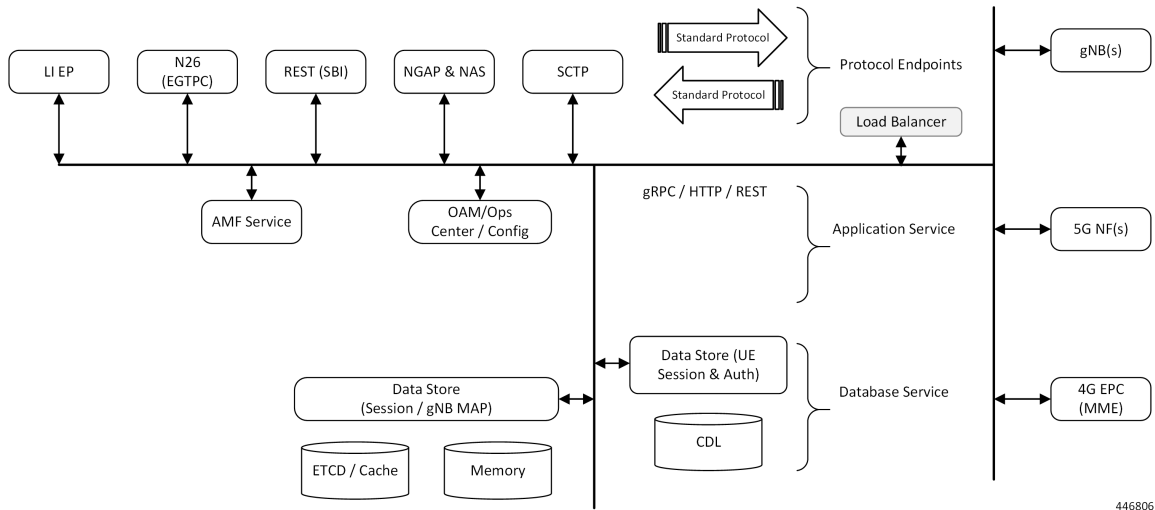 LI EP
N26
(EGTPC)
REST (SBI)
NGAP & NAS
SCTP
Standard Protocol
Standard Protocol
Protocol Endpoints
gNB(s)
Load Balancer
AMF Service
OAM/Ops
Center / Config
gRPC / HTTP / REST
Application Service
5G NF(s)
Data Store (UE
Session & Auth)
Data Store
(Session / gNB MAP)
Database Service
4G EPC
(MME)
CDL
ETCD / Cache
Memory
446806